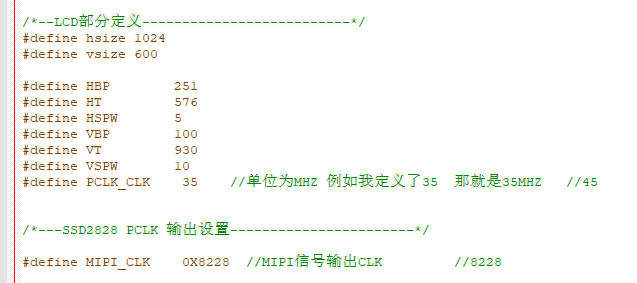 /*--LCD部分定义--------------------------*/
#define hsize 1024
#define vsize 600
#define HBP 251
#define HT 576
#define HSPW 5
#define VBP 100
#define VT 930
#define VSPW 10
#define PCLK_CLK 35 //单位为MHZ 例如我定义了35 那就是35MHZ //45
/*---SSD2828 PCLK 输出设置-----------------------*/
#define MIPI_CLK 0X8228 //MIPI信号输出CLK //8228